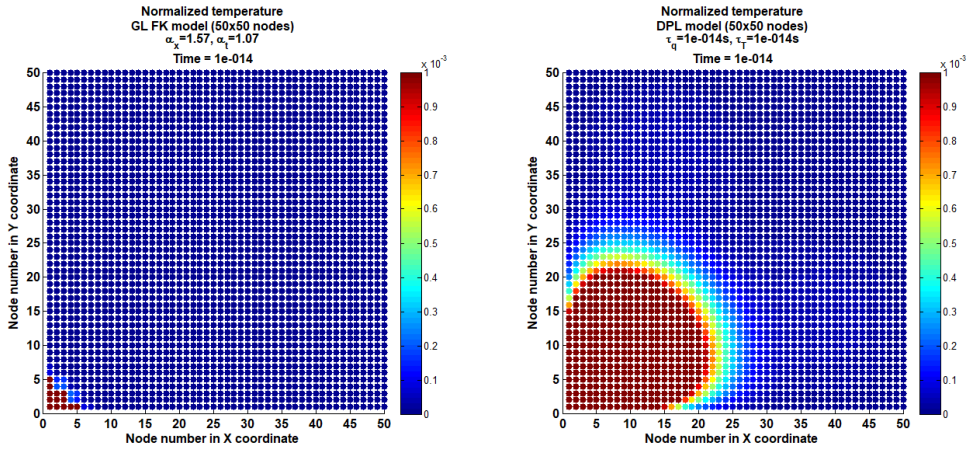 Normalized temperature
GL FK model (50x50 nodes)
α_x=1.57, α_t=1.07
Time = 1e-014
x 10^-3
50
45
40
35
30
25
20
15
10
5
0
Node number in Y coordinate
0 5 10 15 20 25 30 35 40 45 50
Node number in X coordinate
1
0.9
0.8
0.7
0.6
0.5
0.4
0.3
0.2
0.1
0
Normalized temperature
DPL model (50x50 nodes)
τ_q=1e-014s, τ_T=1e-014s
Time = 1e-014
x 10^-3
50
45
40
35
30
25
20
15
10
5
0
Node number in Y coordinate
0 5 10 15 20 25 30 35 40 45 50
Node number in X coordinate
1
0.9
0.8
0.7
0.6
0.5
0.4
0.3
0.2
0.1
0